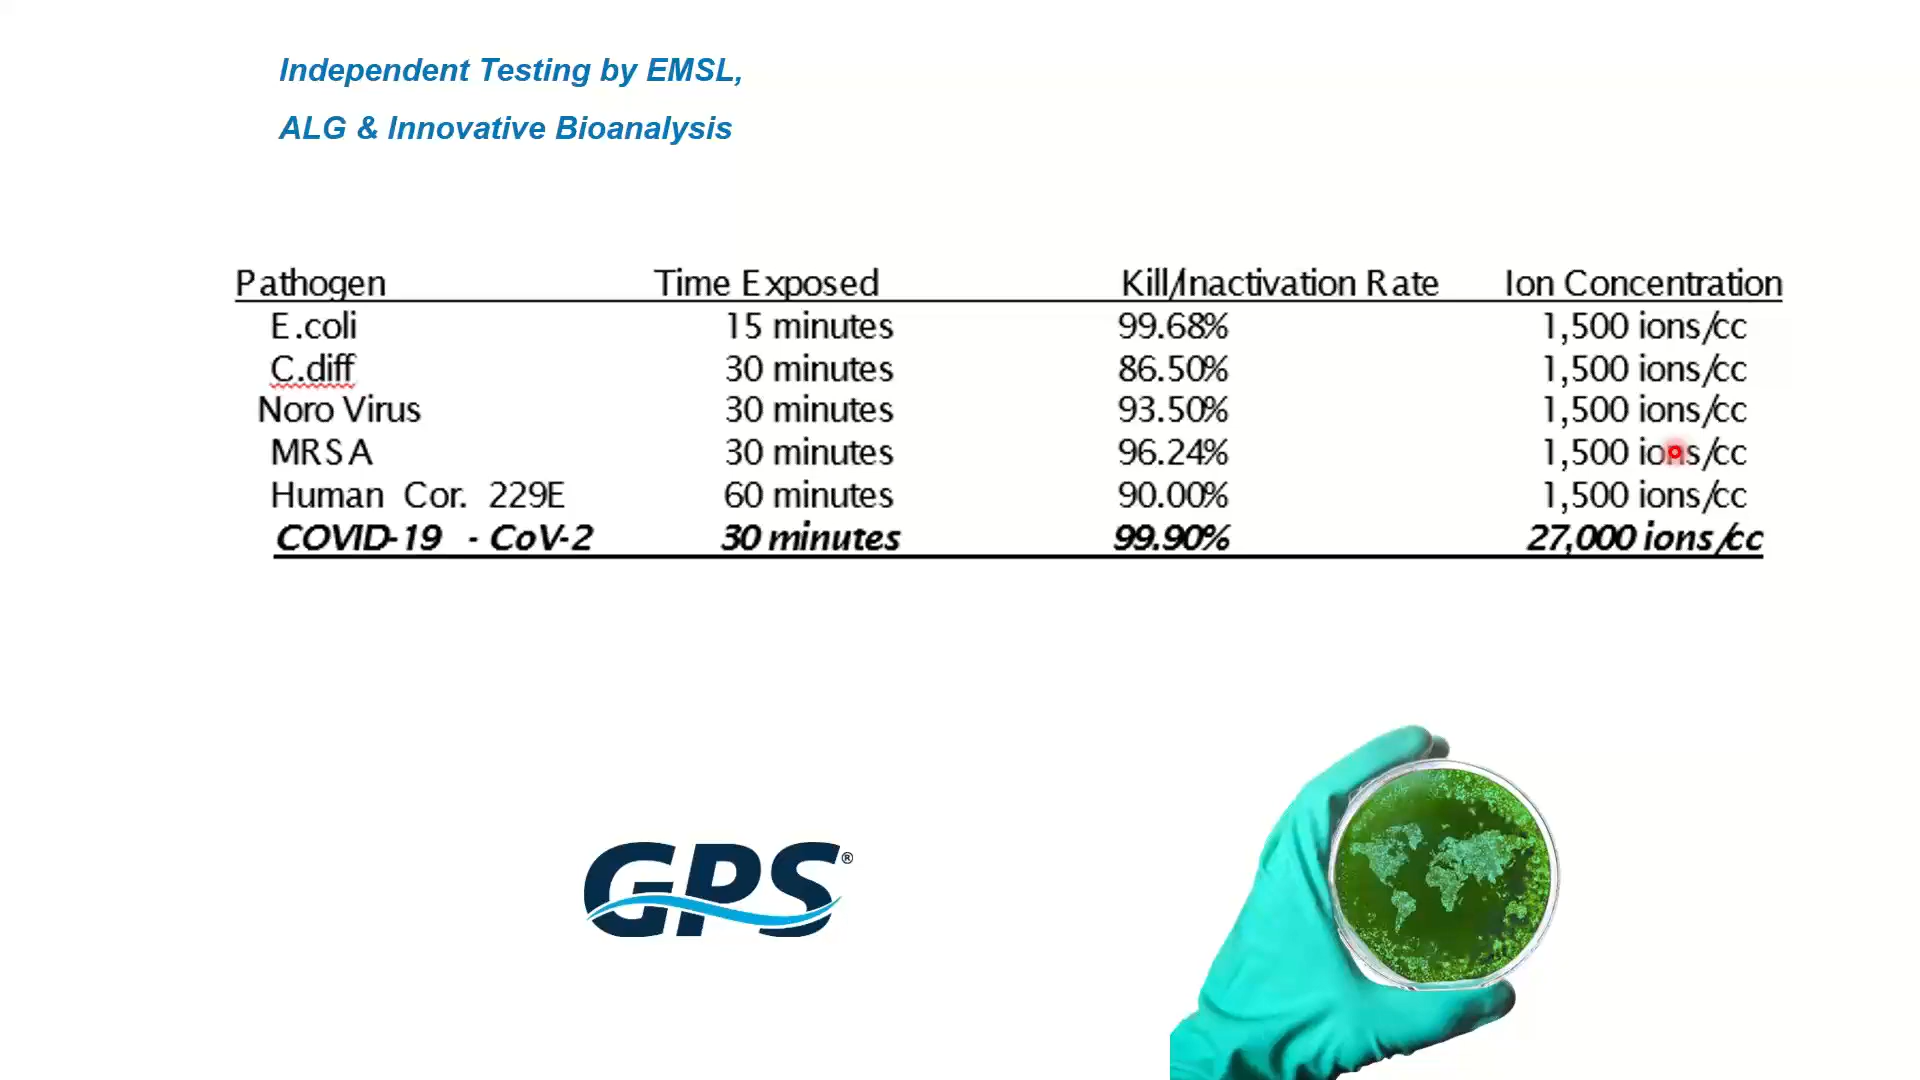 Independent Testing by EMSL,
ALG & Innovative Bioanalysis
Pathogen Time Exposed Kill/Inactivation Rate Ion Concentration
E.coli 15 minutes 99.68% 1,500 ions/cc
C.diff 30 minutes 86.50% 1,500 ions/cc
Noro Virus 30 minutes 93.50% 1,500 ions/cc
MRSA 30 minutes 96.24% 1,500 ions/cc
Human Cor. 229E 60 minutes 90.00% 1,500 ions/cc
COVID-19 - CoV-2 30 minutes 99.90% 27,000 ions/cc
GPS®